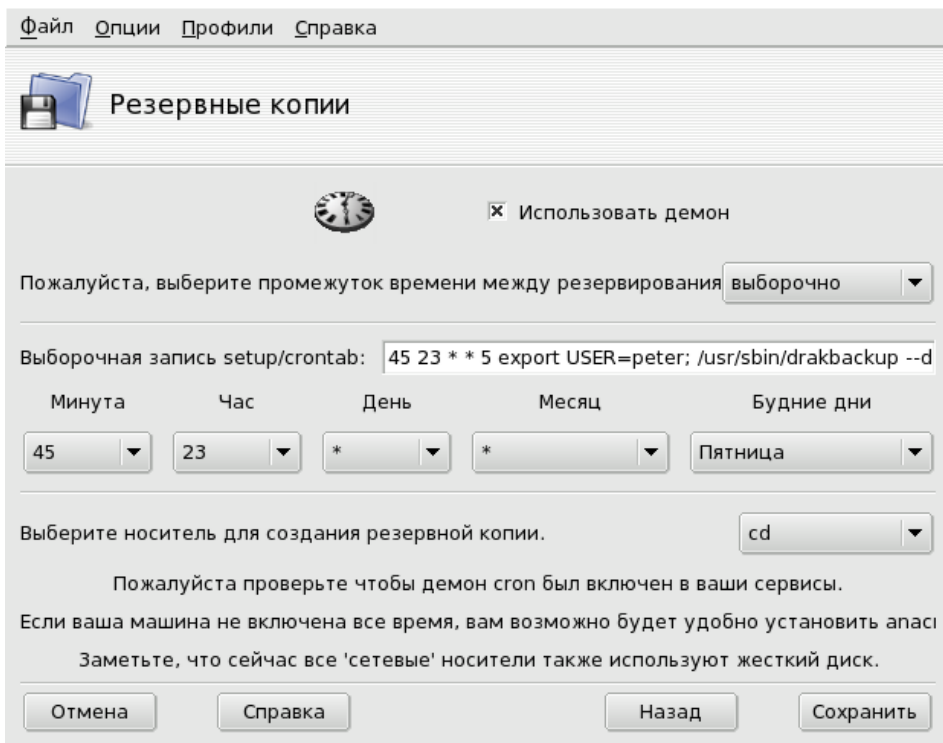 Файл Опции Профили Справка
Резервные копии
Использовать демон
Пожалуйста, выберите промежуток времени между резервирования выборочно
Выборочная запись setup/crontab: 45 23 * * 5 export USER=peter; /usr/sbin/drakbackup --d
Минута Час День Месяц Будние дни
45 23 * * Пятница
Выберите носитель для создания резервной копии. cd
Пожалуйста проверьте чтобы демон cron был включен в ваши сервисы.
Если ваша машина не включена все время, вам возможно будет удобно установить
Заметьте, что сейчас все 'сетевые' носители также используют жесткий диск.
Отмена Справка Назад Сохранить